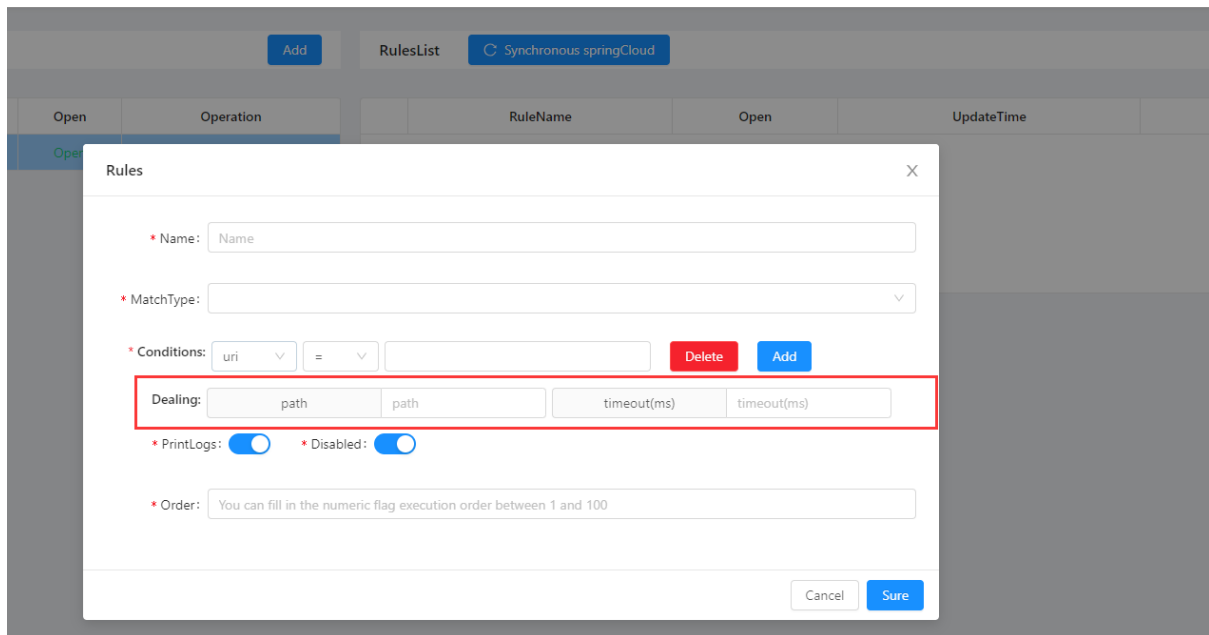 Add RulesList Synchronous springCloud
Open Operation RuleName Open UpdateTime
Open
Rules
* Name: Name
* MatchType:
* Conditions: uri = Delete Add
Dealing: path path timeout(ms) timeout(ms)
* PrintLogs: * Disabled:
* Order: You can fill in the numeric flag execution order between 1 and 100
Cancel Sure